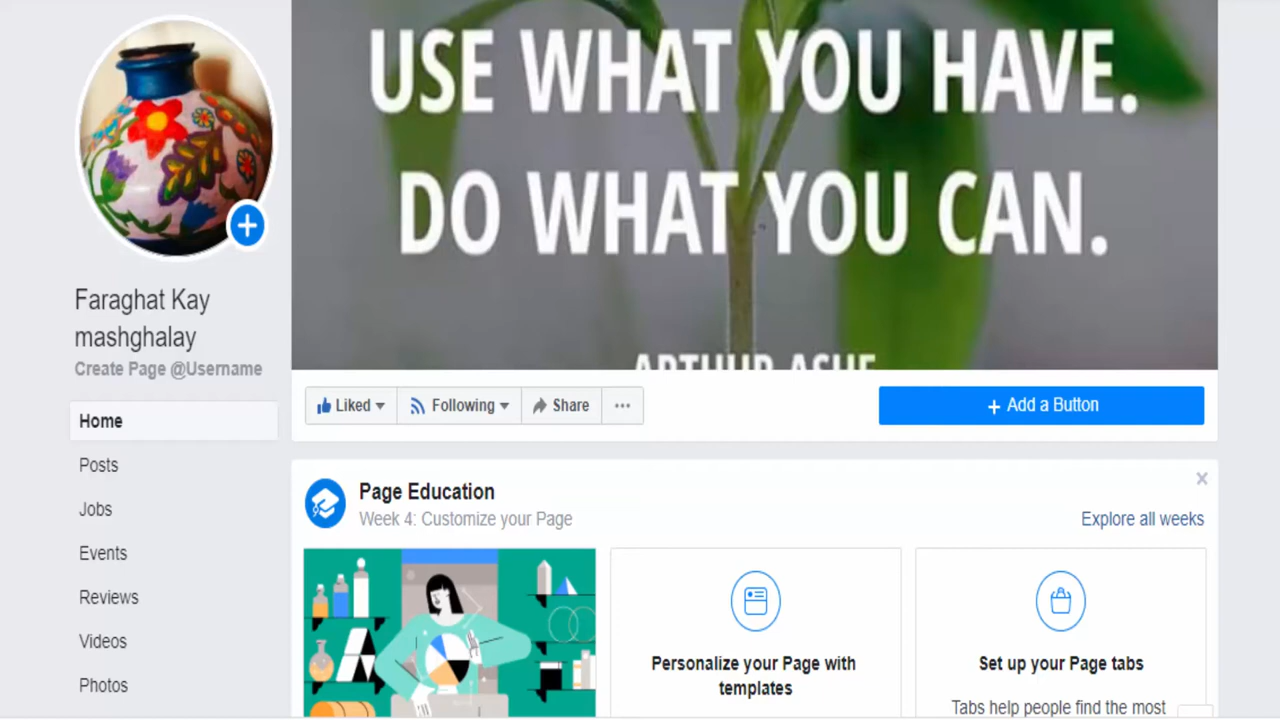 USE WHAT YOU HAVE.
DO WHAT YOU CAN.
ARTHUR ASHE
Faraghat Kay
mashghalay
Create Page @Username
Home
Posts
Jobs
Events
Reviews
Videos
Photos
Liked
Following
Share
+ Add a Button
Page Education
Week 4: Customize your Page
Explore all weeks
Personalize your Page with
templates
Set up your Page tabs
Tabs help people find the most